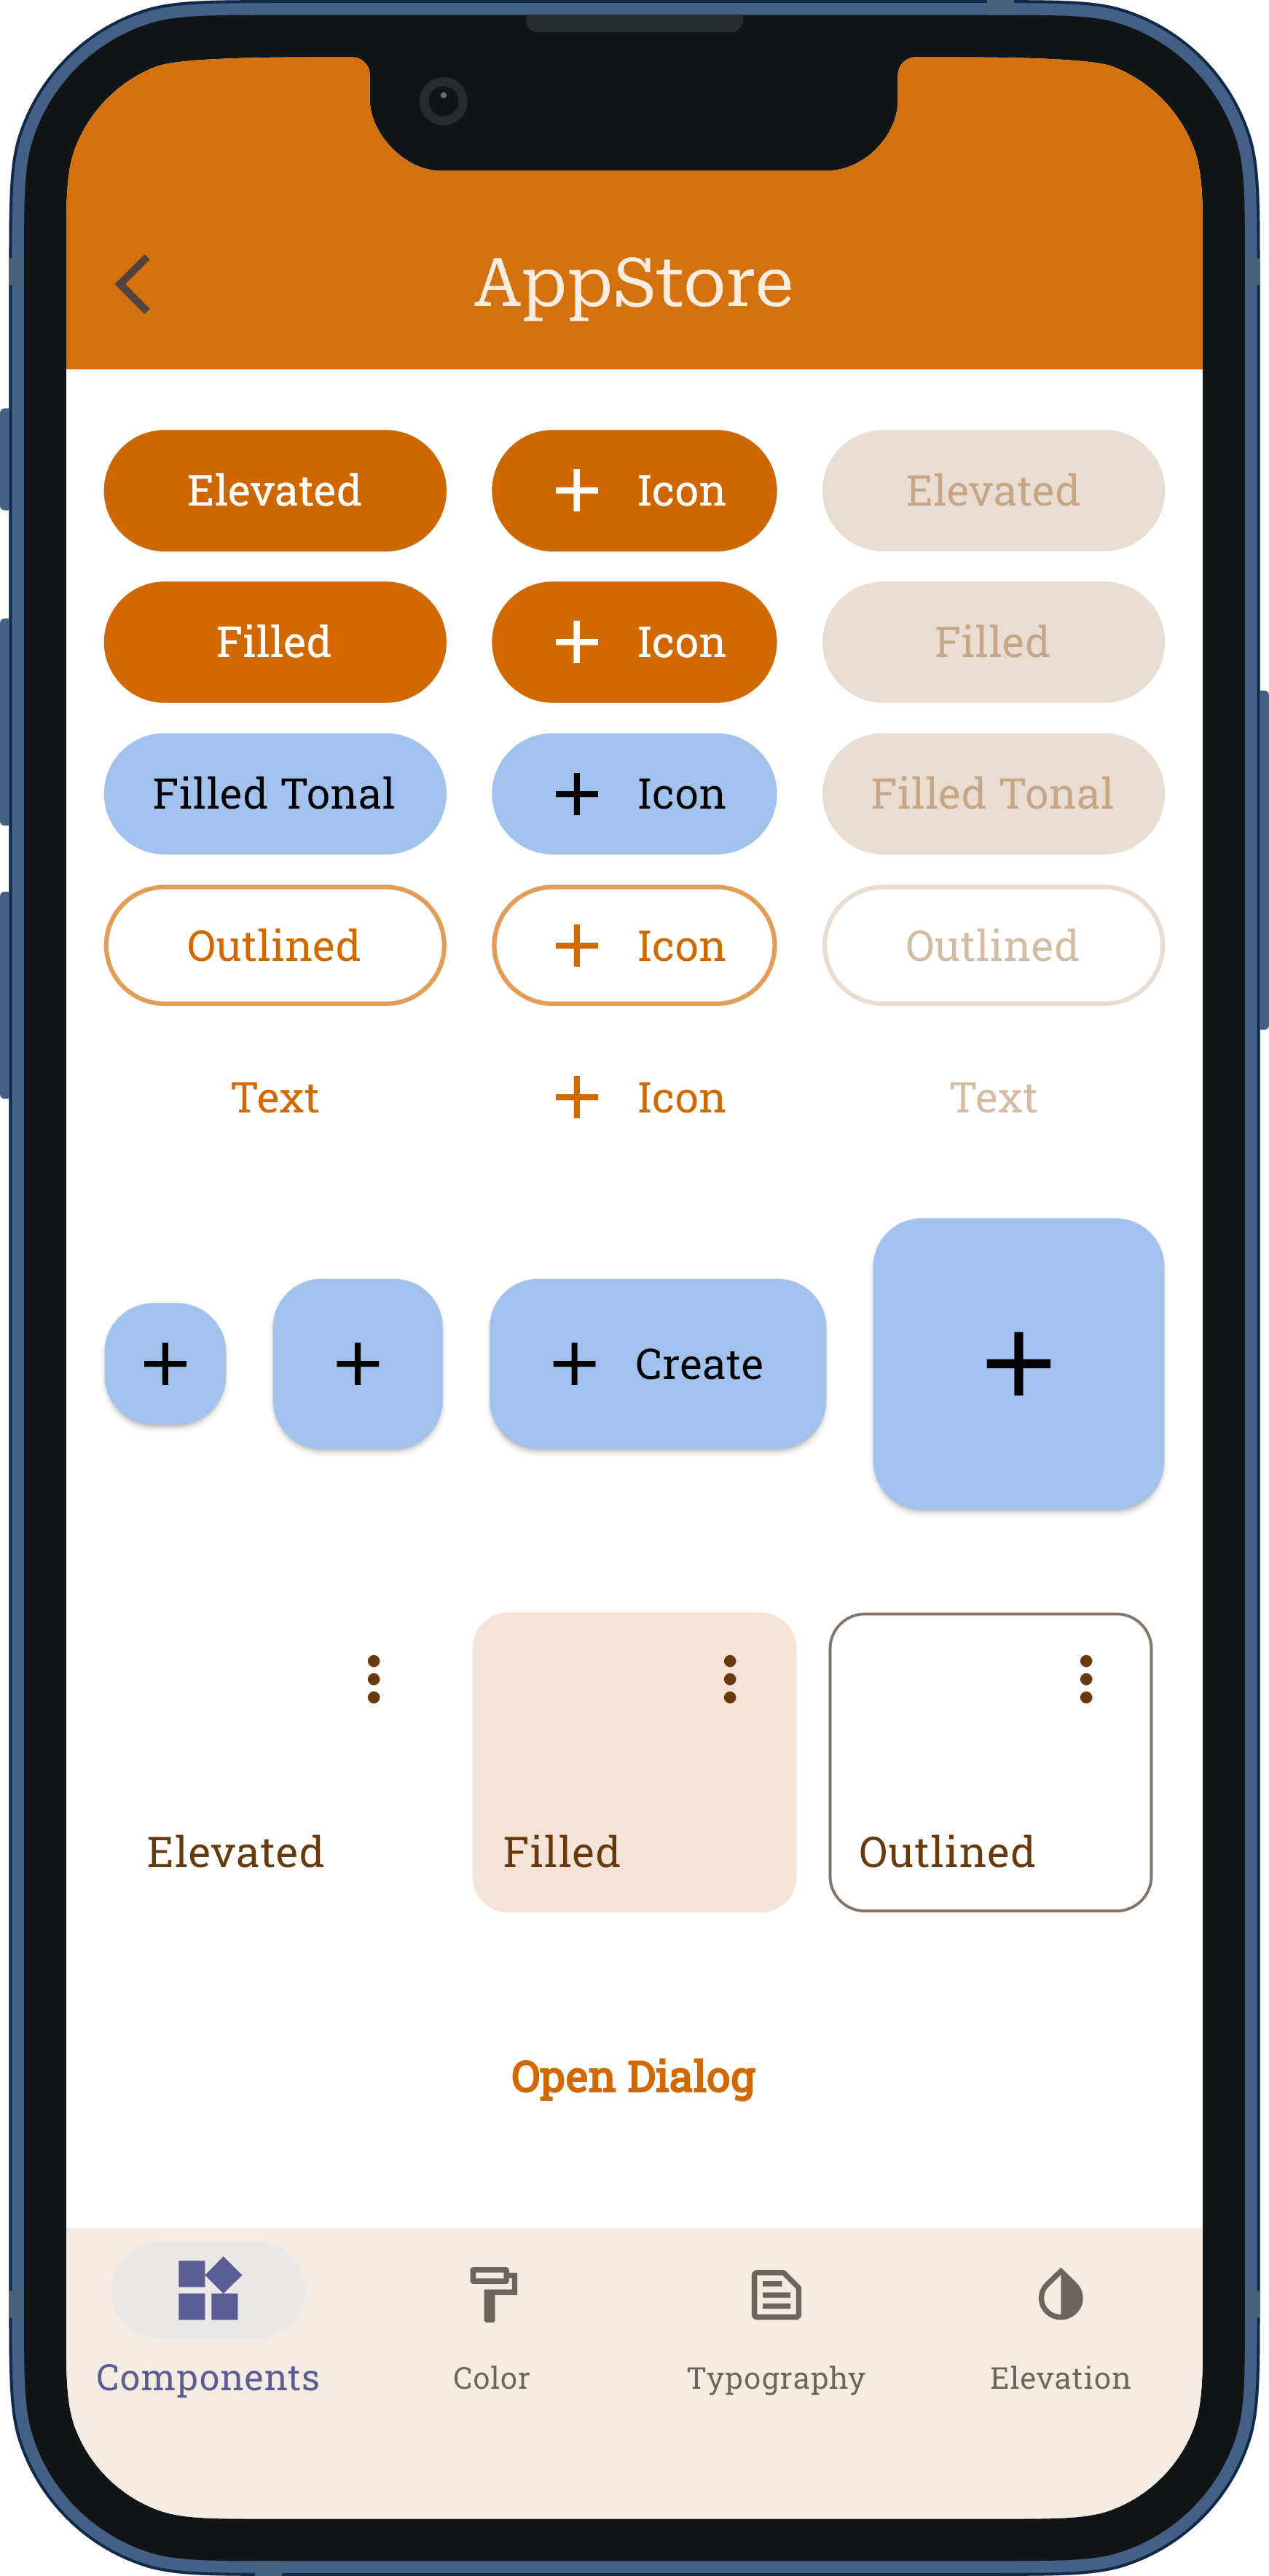 AppStore
Elevated Icon Elevated
Filled Icon Filled
Filled Tonal Icon Filled Tonal
Outlined Icon Outlined
Text Icon Text
Create
Elevated Filled Outlined
Open Dialog
Components Color Typography Elevation